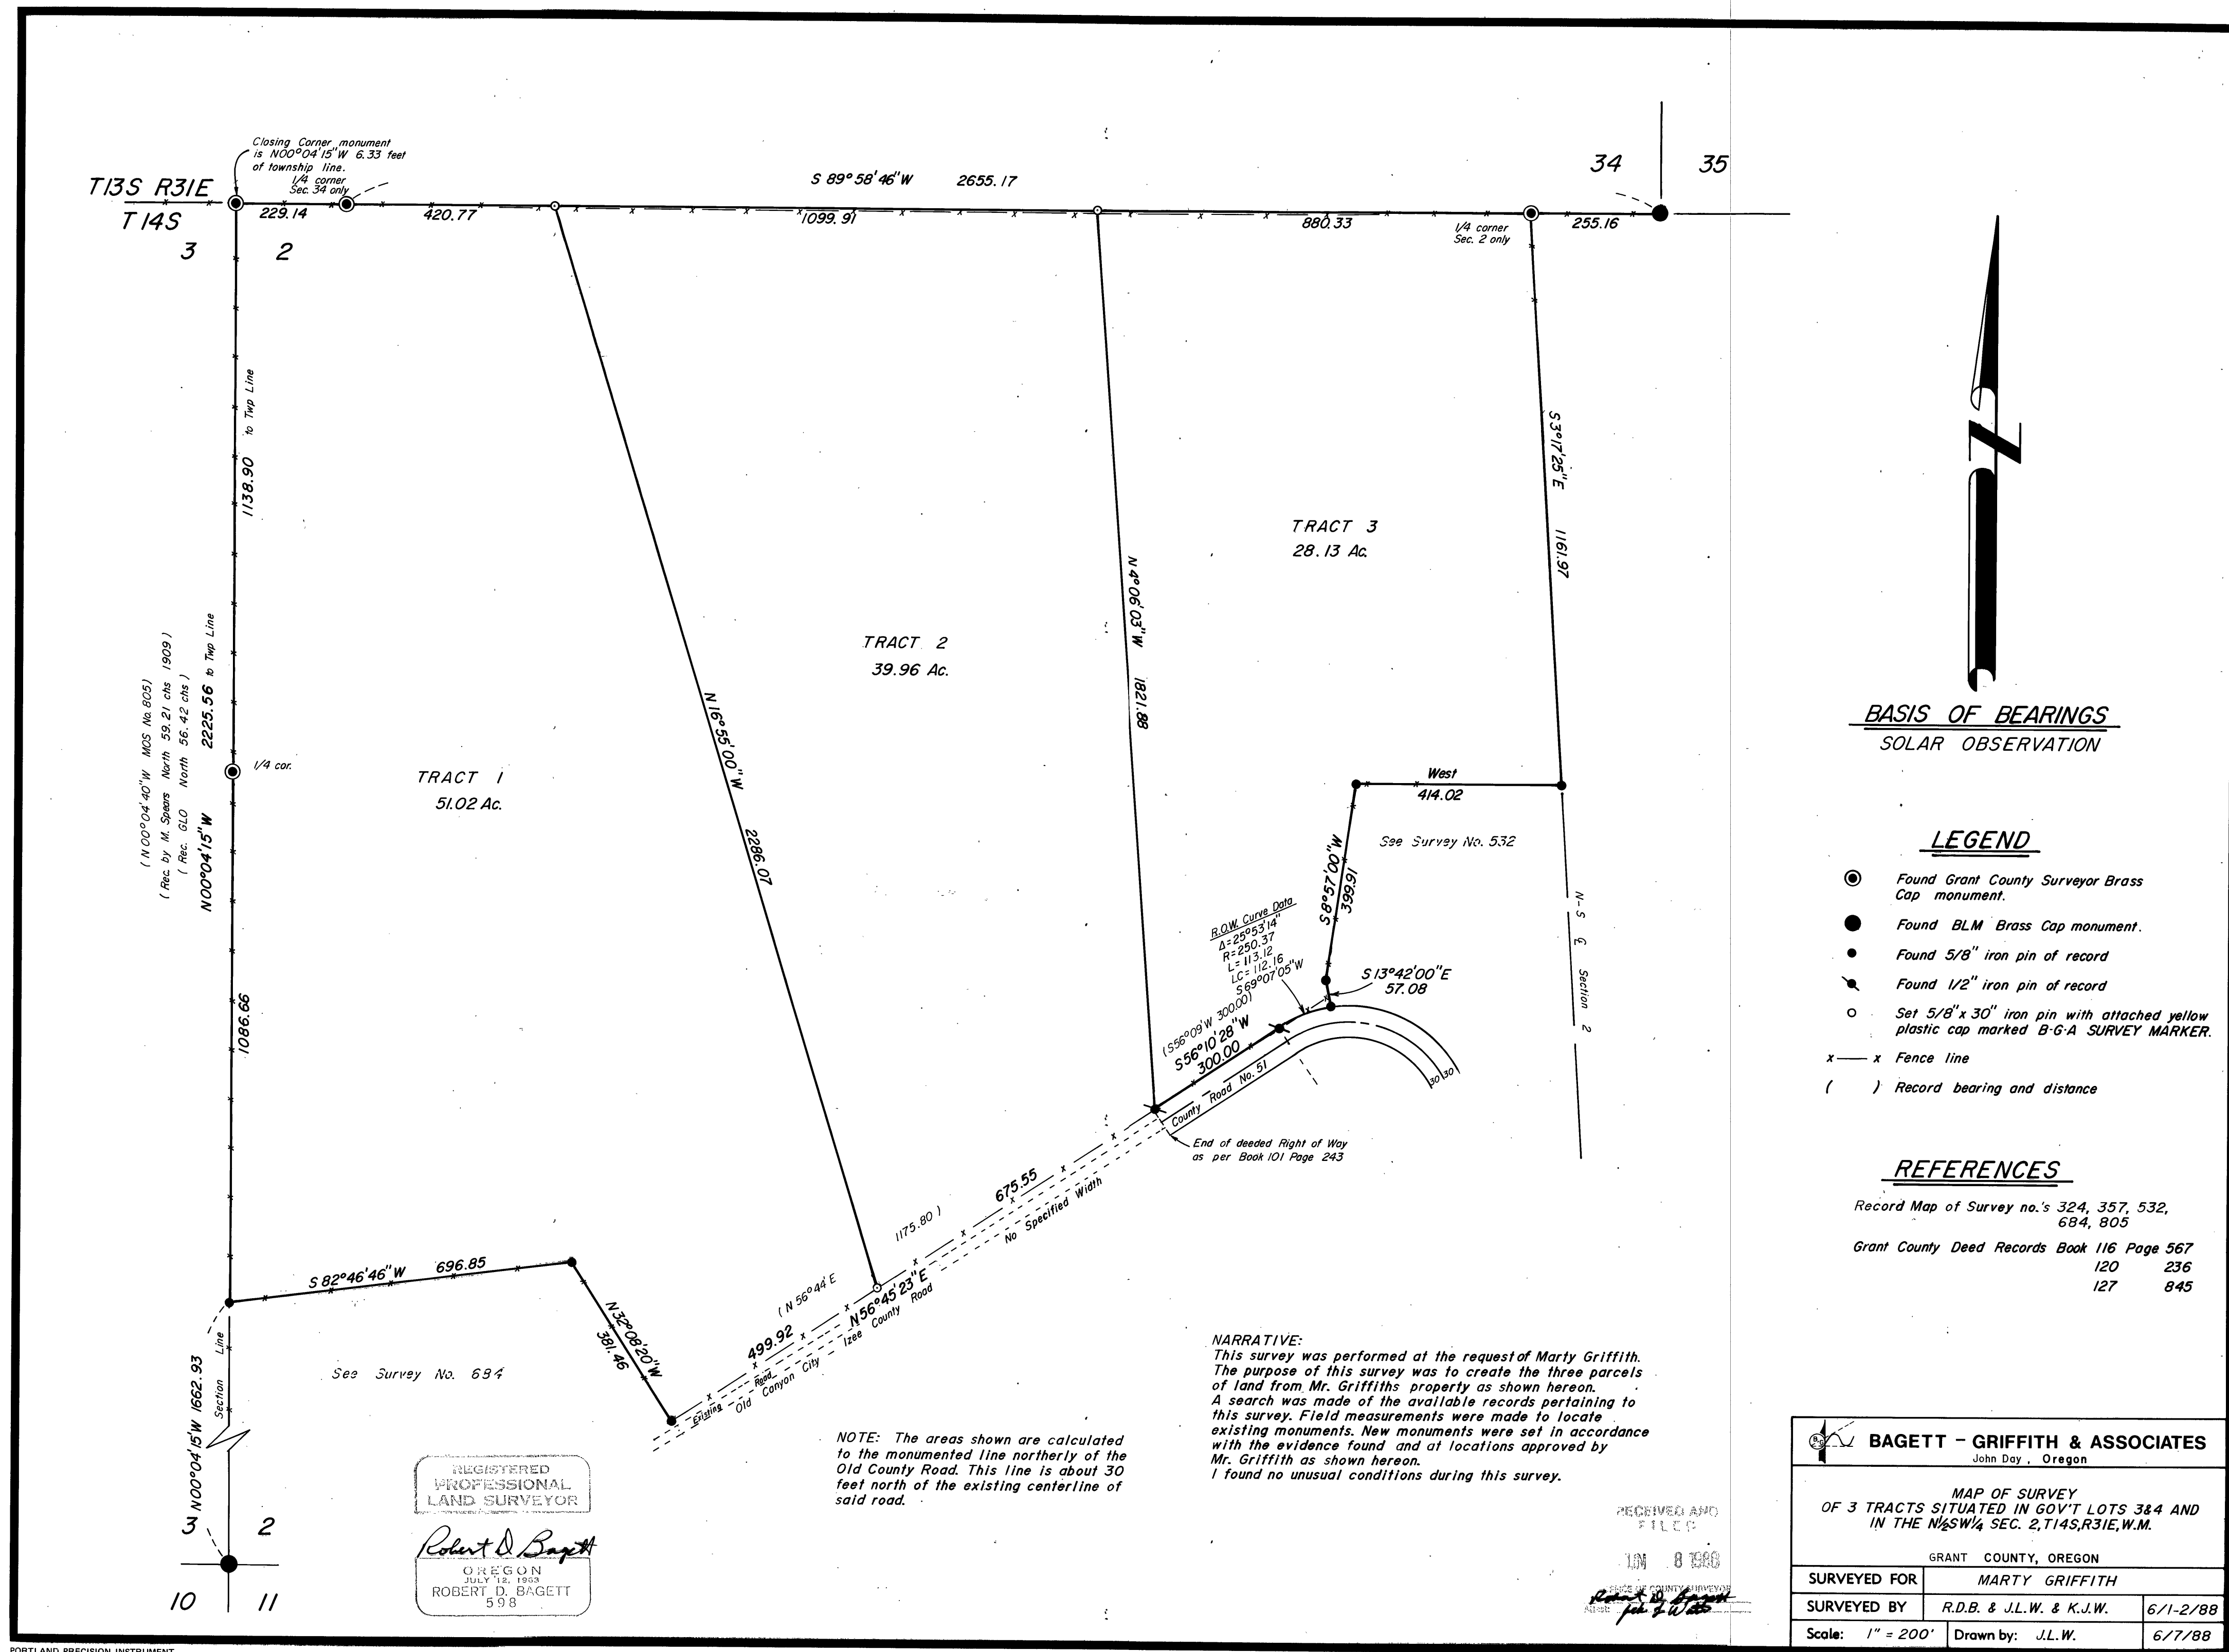 Closing Corner monument
is N00°04'15"W 6.33 feet
of township line.
1/4 corner
Sec. 34 only
T13S R31E
T14S
3 2
229.14
420.77
S 89°58'46"W 2655.17
1099.91
880.33
1/4 corner
Sec. 2 only
255.16
34 35
1138.90 to Twp Line
(N00°04'40"W MOS No. 805)
(Rec. by M. Spears North 59.21 chs 1909)
( Rec. GLO North 56.42 chs )
N00°04'15"W 2225.56 to Twp Line
1/4 cor.
1086.66
TRACT 1
51.02 Ac.
N 16°55'00"W 2286.07
TRACT 2
39.96 Ac.
N 4°06'03"W 1821.88
TRACT 3
28.13 Ac.
S 3°17'25"E 1161.97
West
414.02
See Survey No. 532
S 8°57'00"W
399.91
R.O.W. Curve Data
Δ=25°53'14"
R=250.37
L=113.12
LC=112.16
S69°07'05"W
S 13°42'00"E
57.08
(S56°09'W 300.00)
S56°10'28"W
300.00
County Road No. 51
30 30
N-S ℄ Section 2
End of deeded Right of Way
as per Book 101 Page 243
675.55
No Specified Width
1175.80 )
( N 56°44'E
N56°45'23"E
499.92
Existing Road
Old Canyon City - Izee County Road
S 82°46'46"W 696.85
N32°08'20"W
381.46
See Survey No. 684
N00°04'15"W 1662.93
Section Line
3 2
10 11
REGISTERED
PROFESSIONAL
LAND SURVEYOR
Robert D Bagett
OREGON
JULY 12, 1963
ROBERT D. BAGETT
598
NOTE: The areas shown are calculated
to the monumented line northerly of the
Old County Road. This line is about 30
feet north of the existing centerline of
said road.
NARRATIVE:
This survey was performed at the request of Marty Griffith.
The purpose of this survey was to create the three parcels
of land from Mr. Griffiths property as shown hereon.
A search was made of the available records pertaining to
this survey. Field measurements were made to locate
existing monuments. New monuments were set in accordance
with the evidence found and at locations approved by
Mr. Griffith as shown hereon.
I found no unusual conditions during this survey.
RECEIVED AND
FILED
JUN 8 1988
OFFICE OF COUNTY SURVEYOR
Robert D Bagett
BASIS OF BEARINGS
SOLAR OBSERVATION
LEGEND
Found Grant County Surveyor Brass
Cap monument.
Found BLM Brass Cap monument.
Found 5/8" iron pin of record
Found 1/2" iron pin of record
Set 5/8" x 30" iron pin with attached yellow
plastic cap marked B-G-A SURVEY MARKER.
x — x Fence line
( ) Record bearing and distance
REFERENCES
Record Map of Survey no.'s 324, 357, 532,
684, 805
Grant County Deed Records Book 116 Page 567
120 236
127 845
BAGETT - GRIFFITH & ASSOCIATES
John Day, Oregon
MAP OF SURVEY
OF 3 TRACTS SITUATED IN GOV'T LOTS 3&4 AND
IN THE N½SW¼ SEC. 2, T14S, R31E, W.M.
GRANT COUNTY, OREGON
SURVEYED FOR MARTY GRIFFITH
SURVEYED BY R.D.B. & J.L.W. & K.J.W. 6/1-2/88
Scale: 1" = 200' Drawn by: J.L.W. 6/7/88
PORTLAND PRECISION INSTRUMENT